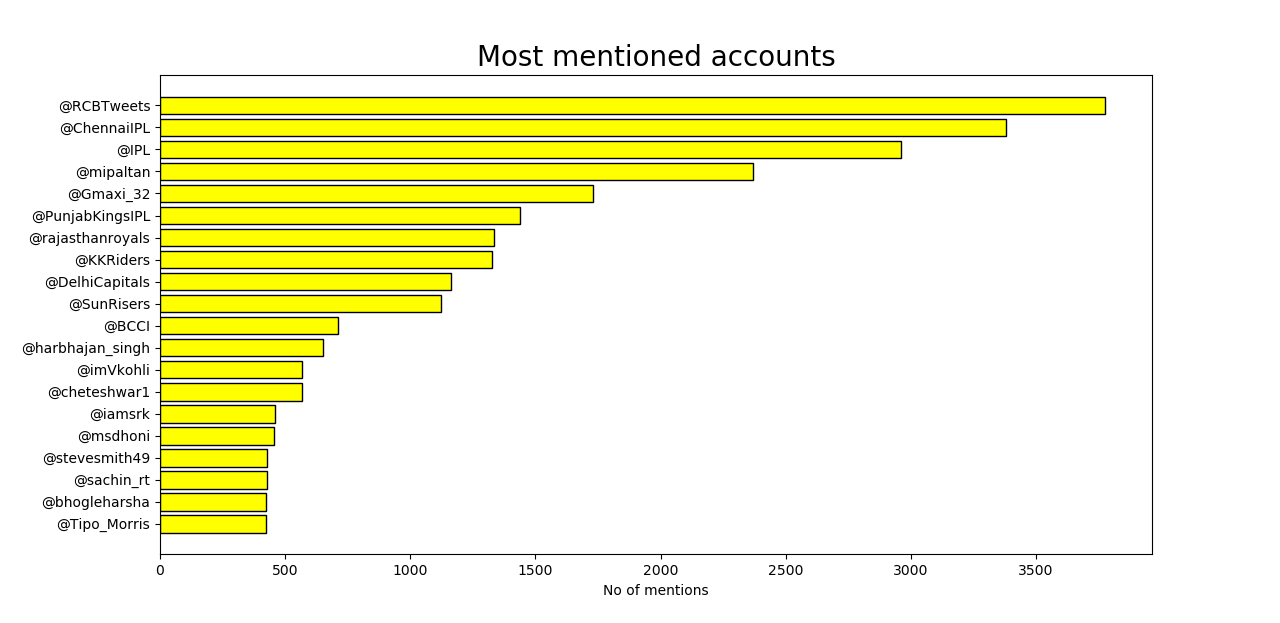 Most mentioned accounts
@RCBTweets
@ChennaiIPL
@IPL
@mipaltan
@Gmaxi_32
@PunjabKingsIPL
@rajasthanroyals
@KKRiders
@DelhiCapitals
@SunRisers
@BCCI
@harbhajan_singh
@imVkohli
@cheteshwar1
@iamsrk
@msdhoni
@stevesmith49
@sachin_rt
@bhogleharsha
@Tipo_Morris
0 500 1000 1500 2000 2500 3000 3500
No of mentions